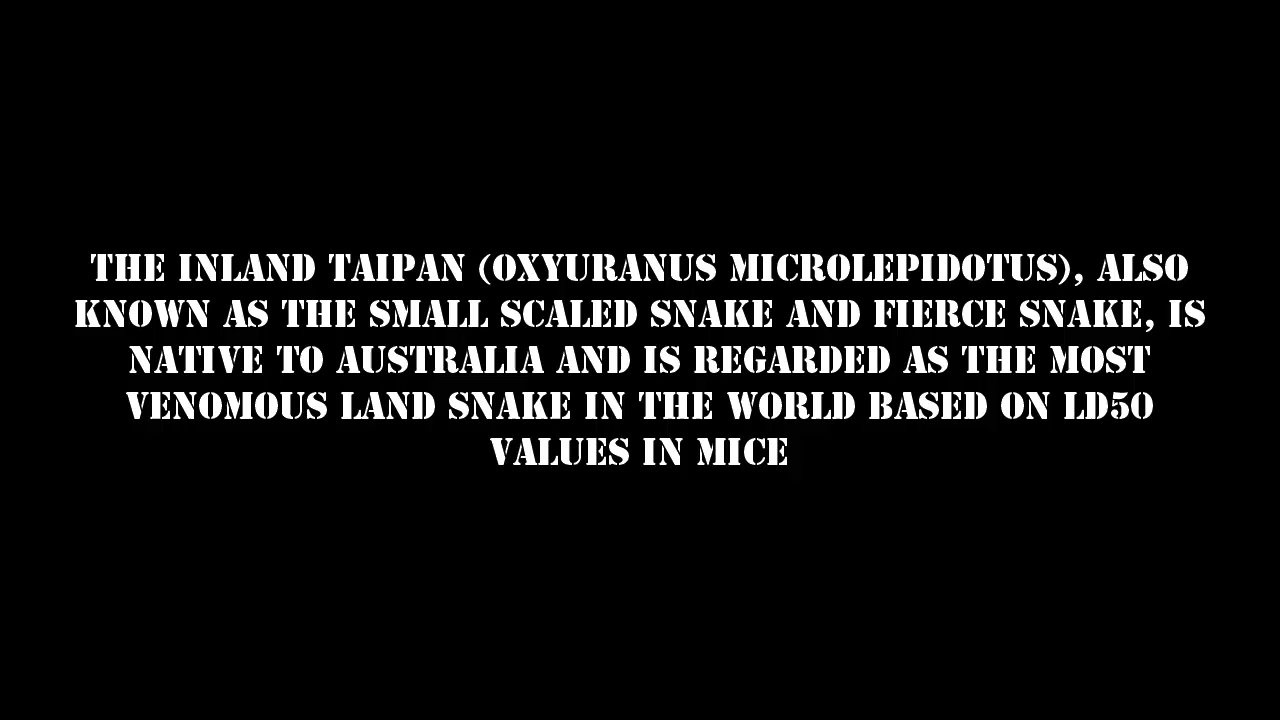 THE INLAND TAIPAN (OXYURANUS MICROLEPIDOTUS), ALSO
KNOWN AS THE SMALL SCALED SNAKE AND FIERCE SNAKE, IS
NATIVE TO AUSTRALIA AND IS REGARDED AS THE MOST
VENOMOUS LAND SNAKE IN THE WORLD BASED ON LD50
VALUES IN MICE